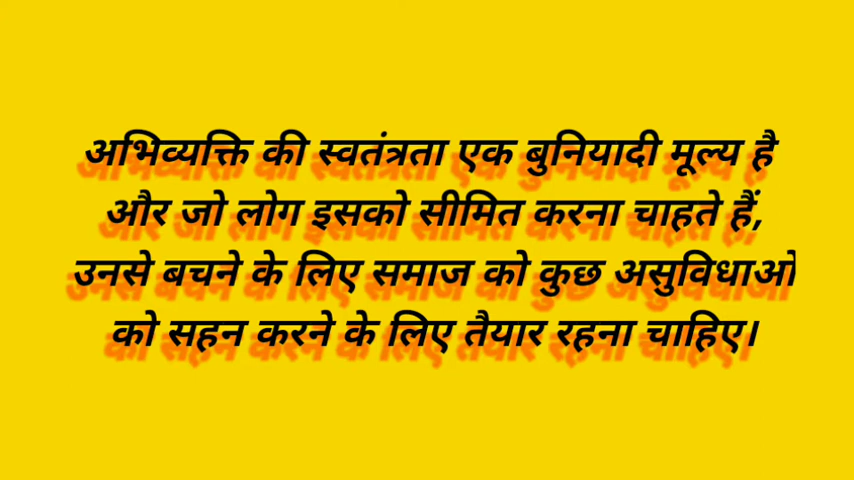 अभिव्यक्ति की स्वतंत्रता एक बुनियादी मूल्य है
और जो लोग इसको सीमित करना चाहते हैं,
उनसे बचने के लिए समाज को कुछ असुविधाओ
को सहन करने के लिए तैयार रहना चाहिए।